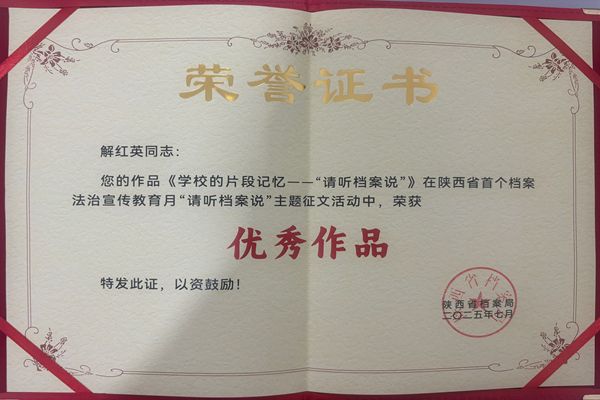 荣誉证书
解红英同志：
您的作品《学校的片段记忆——“请听档案说”》在陕西省首个档案
法治宣传教育月“请听档案说”主题征文活动中，荣获
优秀作品
特发此证，以资鼓励！
陕西省档案局
二〇二五年七月